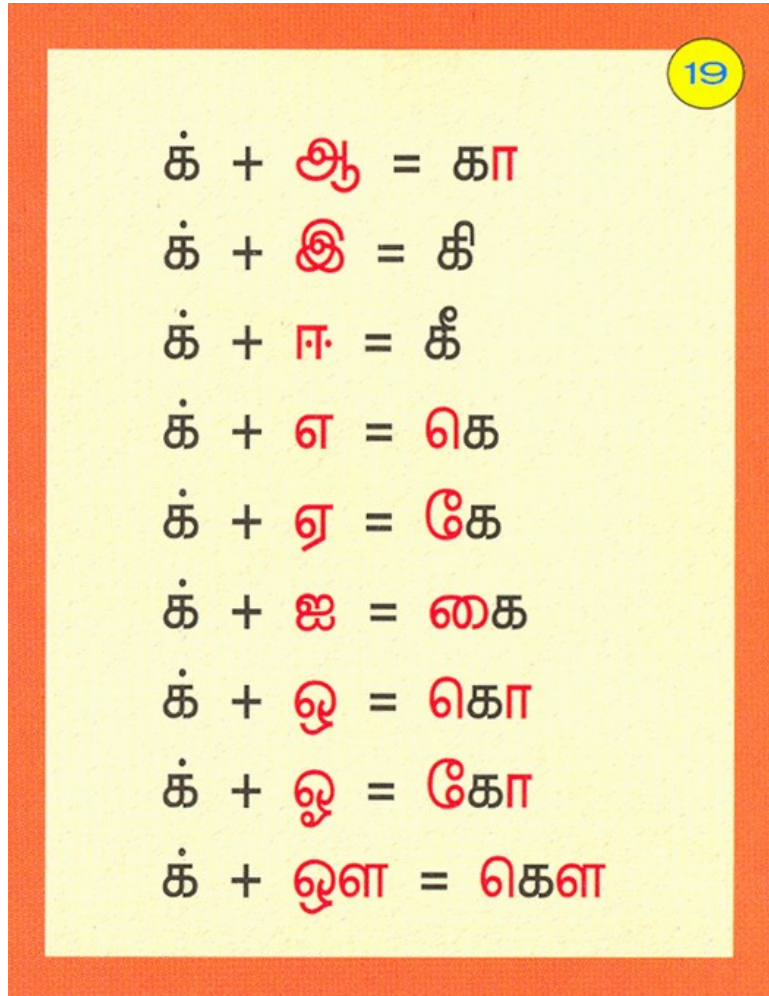 19
க் + ஆ = கா
க் + இ = கி
க் + ஈ = கீ
க் + எ = கெ
க் + ஏ = கே
க் + ஐ = கை
க் + ஒ = கொ
க் + ஓ = கோ
க் + ஔ = கௌ